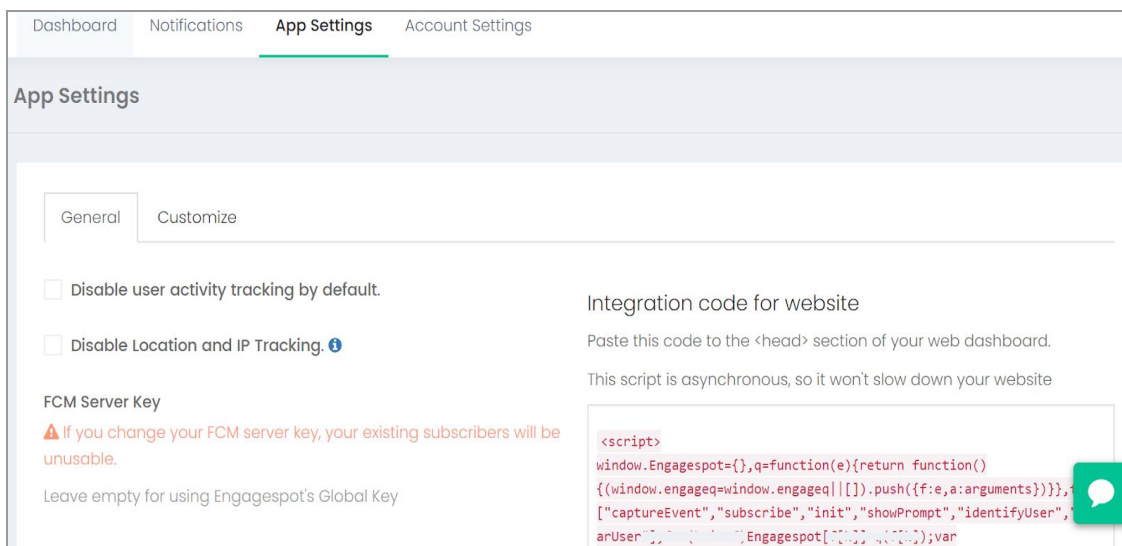 Dashboard Notifications App Settings Account Settings
App Settings
General Customize
Disable user activity tracking by default.
Disable Location and IP Tracking.
FCM Server Key
If you change your FCM server key, your existing subscribers will be
unusable.
Leave empty for using Engagespot's Global Key
Integration code for website
Paste this code to the <head> section of your web dashboard.
This script is asynchronous, so it won't slow down your website
<script>
window.Engagespot={},q=function(e){return function()
{(window.engageq=window.engageq||[]).push({f:e,a:arguments})}},
["captureEvent","subscribe","init","showPrompt","identifyUser","
arUser" Engagespot[ );var